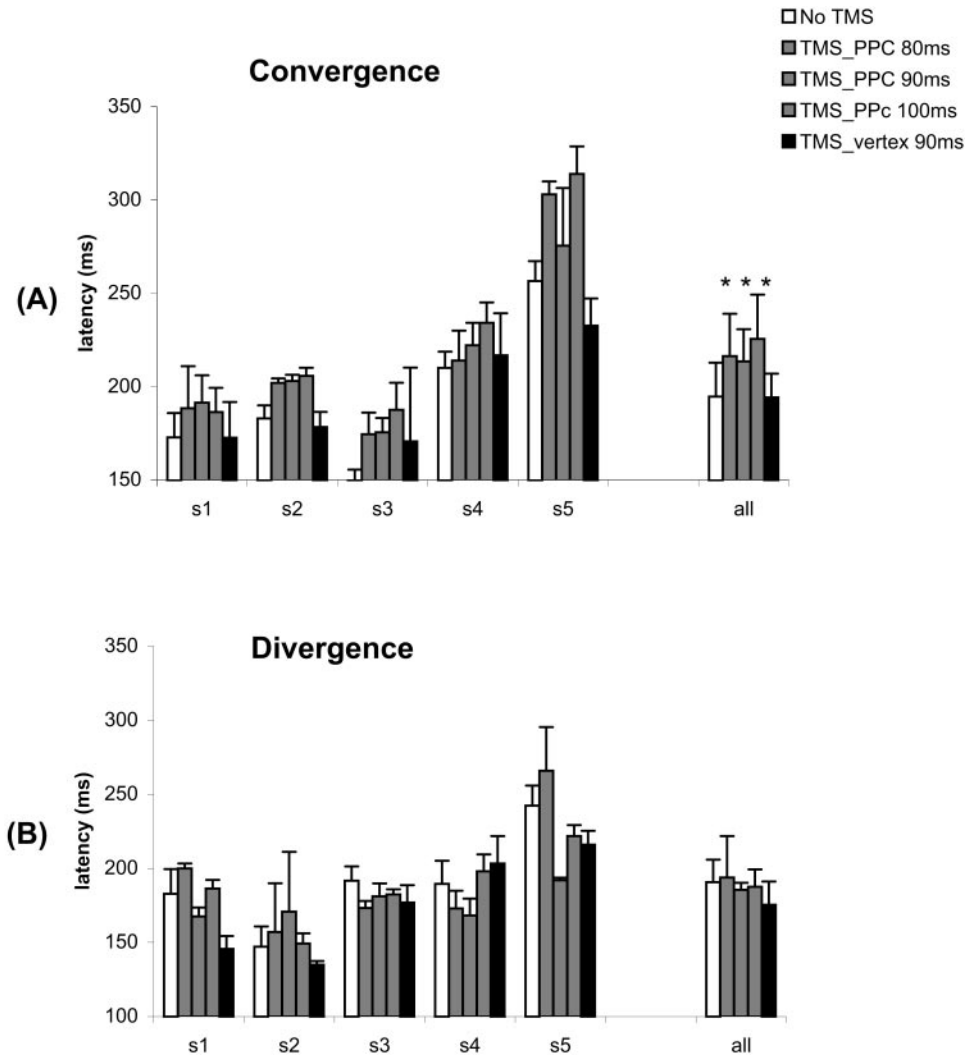 No TMS
TMS_PPC 80ms
TMS_PPC 90ms
TMS_PPc 100ms
TMS_vertex 90ms
Convergence
(A)
latency (ms)
350
300
250
200
150
* * *
s1 s2 s3 s4 s5 all
Divergence
(B)
latency (ms)
350
300
250
200
150
100
s1 s2 s3 s4 s5 all